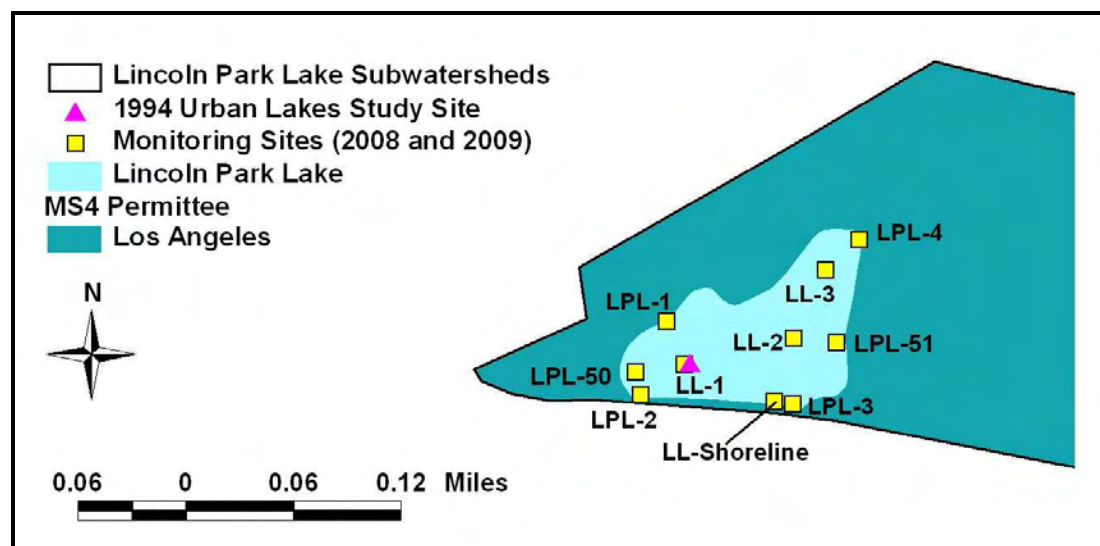 Lincoln Park Lake Subwatersheds
1994 Urban Lakes Study Site
Monitoring Sites (2008 and 2009)
Lincoln Park Lake
MS4 Permittee
Los Angeles
N
LPL-4
LL-3
LPL-1
LL-2
LPL-51
LPL-50
LL-1
LPL-2
LPL-3
LL-Shoreline
0.06 0 0.06 0.12 Miles